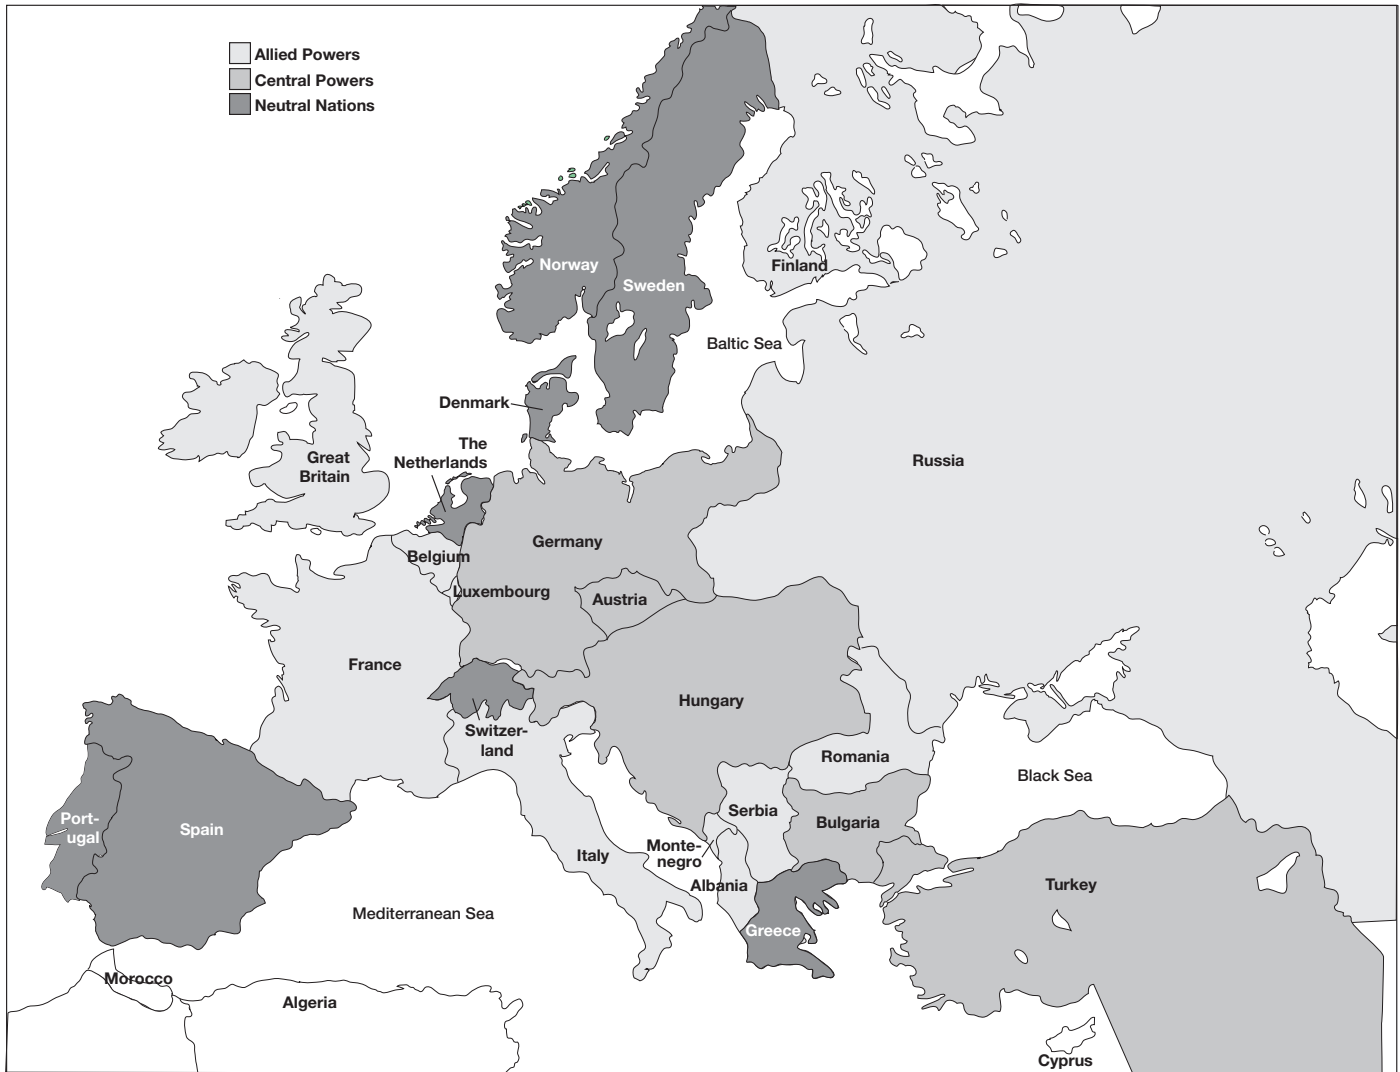 Allied Powers
Central Powers
Neutral Nations
Norway
Sweden
Finland
Baltic Sea
Denmark
The
Netherlands
Great
Britain
Russia
Germany
Belgium
Luxembourg
Austria
France
Hungary
Switzer-
land
Romania
Black Sea
Serbia
Bulgaria
Port-
ugal
Spain
Italy
Monte-
negro
Albania
Turkey
Mediterranean Sea
Greece
Morocco
Algeria
Cyprus